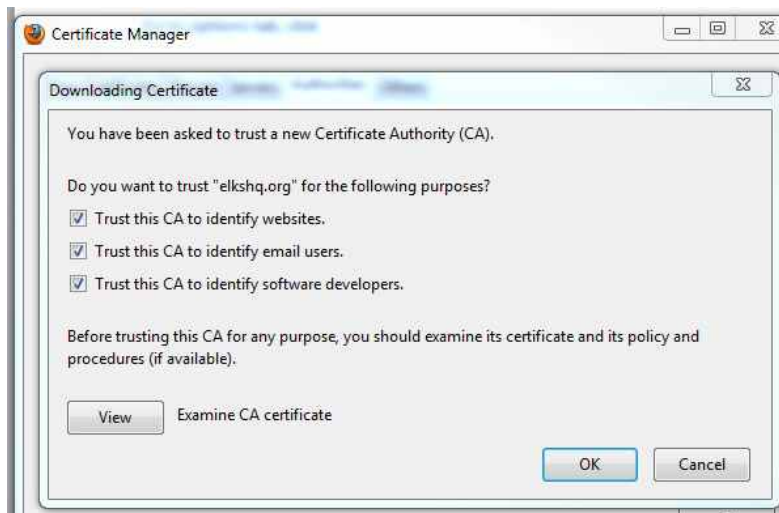 Certificate Manager
Downloading Certificate
You have been asked to trust a new Certificate Authority (CA).
Do you want to trust "elkshq.org" for the following purposes?
Trust this CA to identify websites.
Trust this CA to identify email users.
Trust this CA to identify software developers.
Before trusting this CA for any purpose, you should examine its certificate and its policy and
procedures (if available).
View Examine CA certificate
OK Cancel